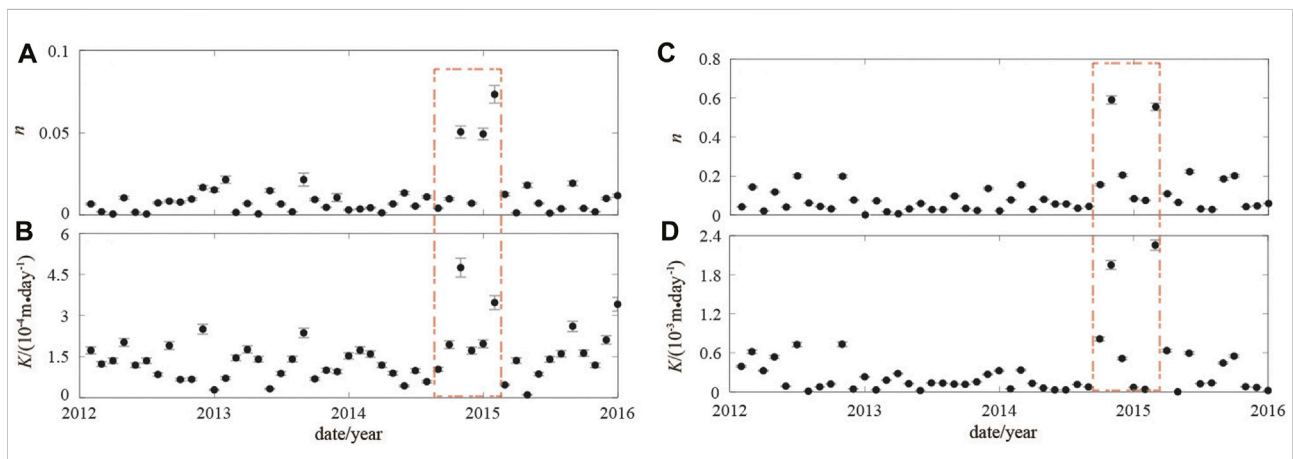 A
0.1
n
0.05
0
B
6
K/(10⁻⁴m•day⁻¹)
4.5
3
1.5
0
2012 2013 2014 2015 2016
date/year
C
0.8
n
0.6
0.4
0.2
0
D
2.4
K/(10⁻³m•day⁻¹)
1.8
1.2
0.6
0
2012 2013 2014 2015 2016
date/year